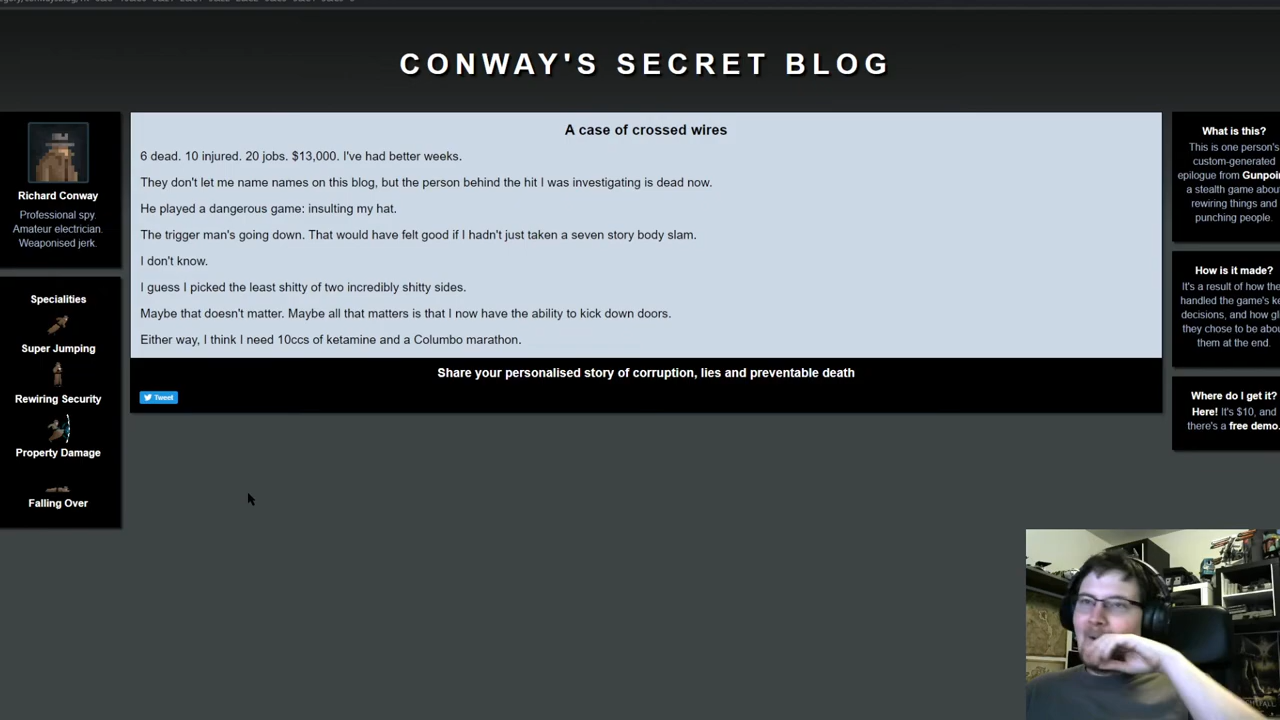 CONWAY'S SECRET BLOG
Richard Conway
Professional spy.
Amateur electrician.
Weaponised jerk.
Specialities
Super Jumping
Rewiring Security
Property Damage
Falling Over
A case of crossed wires
6 dead. 10 injured. 20 jobs. $13,000. I've had better weeks.
They don't let me name names on this blog, but the person behind the hit I was investigating is dead now.
He played a dangerous game: insulting my hat.
The trigger man's going down. That would have felt good if I hadn't just taken a seven story body slam.
I don't know.
I guess I picked the least shitty of two incredibly shitty sides.
Maybe that doesn't matter. Maybe all that matters is that I now have the ability to kick down doors.
Either way, I think I need 10ccs of ketamine and a Columbo marathon.
Share your personalised story of corruption, lies and preventable death
Tweet
What is this?
This is one person's
custom-generated
epilogue from Gunpoin
a stealth game about
rewiring things and
punching people.
How is it made?
It's a result of how the
handled the game's ke
decisions, and how gl
they chose to be abou
them at the end.
Where do I get it?
Here! It's $10, and
there's a free demo.